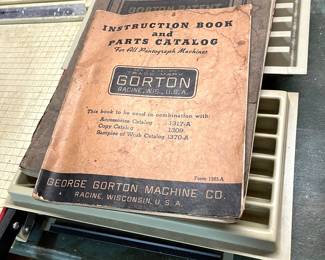 INSTRUCTION BOOK and
PARTS CATALOG
For All Pantograph Machines
TRADE MARK
GORTON
RACINE, WIS., U.S.A.
This book to be used in combination with:
Accessories Catalog 1317-A
Copy Catalog 1309
Samples of Work Catalog 1370-A
Form 1385-A
GEORGE GORTON MACHINE CO.
RACINE, WISCONSIN, U. S. A.